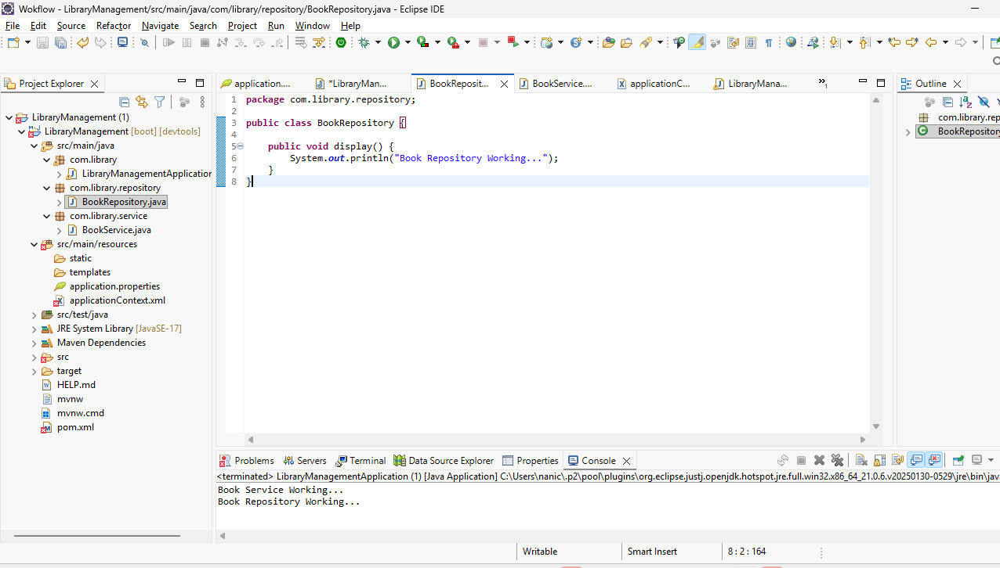 Wokflow - LibraryManagement/src/main/java/com/library/repository/BookRepository.java - Eclipse IDE
File Edit Source Refactor Navigate Search Project Run Window Help
Project Explorer
LibraryManagement (1)
LibraryManagement [boot] [devtools]
src/main/java
com.library
LibraryManagementApplication
com.library.repository
BookRepository.java
com.library.service
BookService.java
src/main/resources
static
templates
application.properties
applicationContext.xml
src/test/java
JRE System Library [JavaSE-17]
Maven Dependencies
src
target
HELP.md
mvnw
mvnw.cmd
pom.xml
application.... *LibraryMan... BookReposit... BookService.... applicationC... LibraryMana... »1
1 package com.library.repository;
2
3 public class BookRepository {
4
5 public void display() {
6 System.out.println("Book Repository Working...");
7 }
8 }
Outline
com.library.rep
BookRepository
Problems Servers Terminal Data Source Explorer Properties Console
<terminated> LibraryManagementApplication (1) [Java Application] C:\Users\nanic\.p2\pool\plugins\org.eclipse.justj.openjdk.hotspot.jre.full.win32.x86_64_21.0.6.v20250130-0529\jre\bin\java
Book Service Working...
Book Repository Working...
Writable Smart Insert 8 : 2 : 164